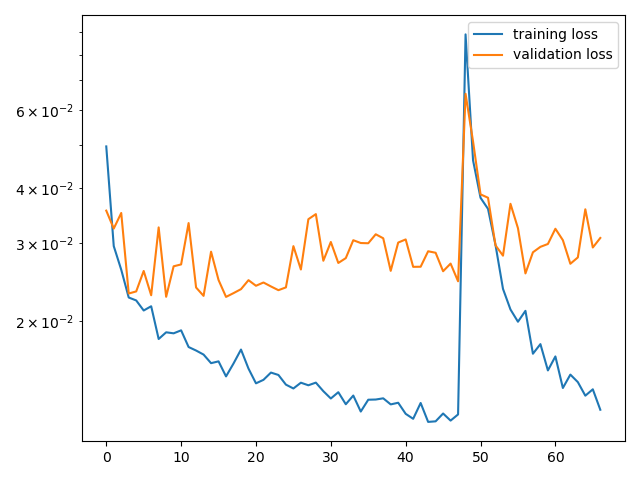 training loss
validation loss
6 × 10⁻²
4 × 10⁻²
3 × 10⁻²
2 × 10⁻²
0 10 20 30 40 50 60